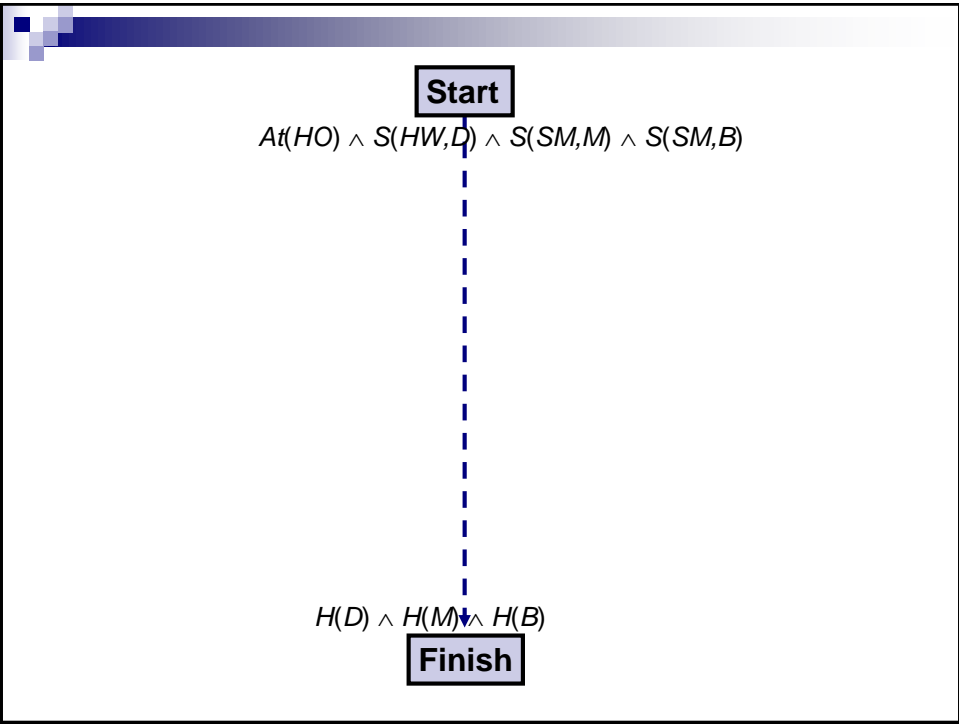 Start
At(HO) ∧ S(HW,D) ∧ S(SM,M) ∧ S(SM,B)
H(D) ∧ H(M) ∧ H(B)
Finish